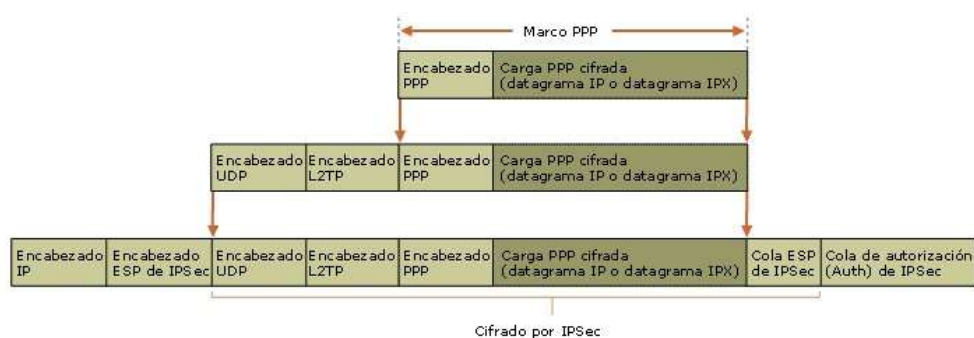 Marco PPP
Encabezado
PPP
Carga PPP cifrada
(datagrama IP o datagrama IPX)
Encabezado
UDP
Encabezado
L2TP
Encabezado
PPP
Carga PPP cifrada
(datagrama IP o datagrama IPX)
Encabezado
IP
Encabezado
ESP de IPSec
Encabezado
UDP
Encabezado
L2TP
Encabezado
PPP
Carga PPP cifrada
(datagrama IP o datagrama IPX)
Cola ESP
de IPSec
Cola de autorización
(Auth) de IPSec
Cifrado por IPSec